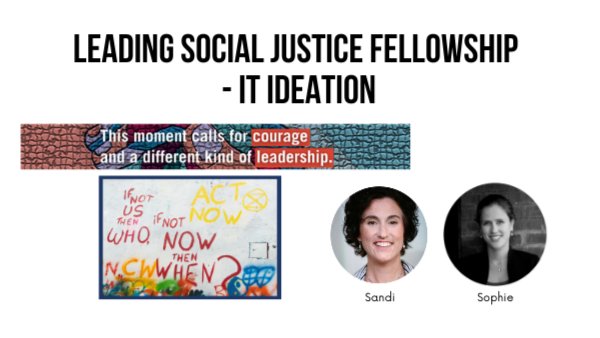 LEADING SOCIAL JUSTICE FELLOWSHIP
- IT IDEATION
This moment calls for courage
and a different kind of leadership.
IF NOT
US
THEN
WHO.
ACT
NOW
IF NOT
NOW
THEN
WHEN?
Sandi
Sophie